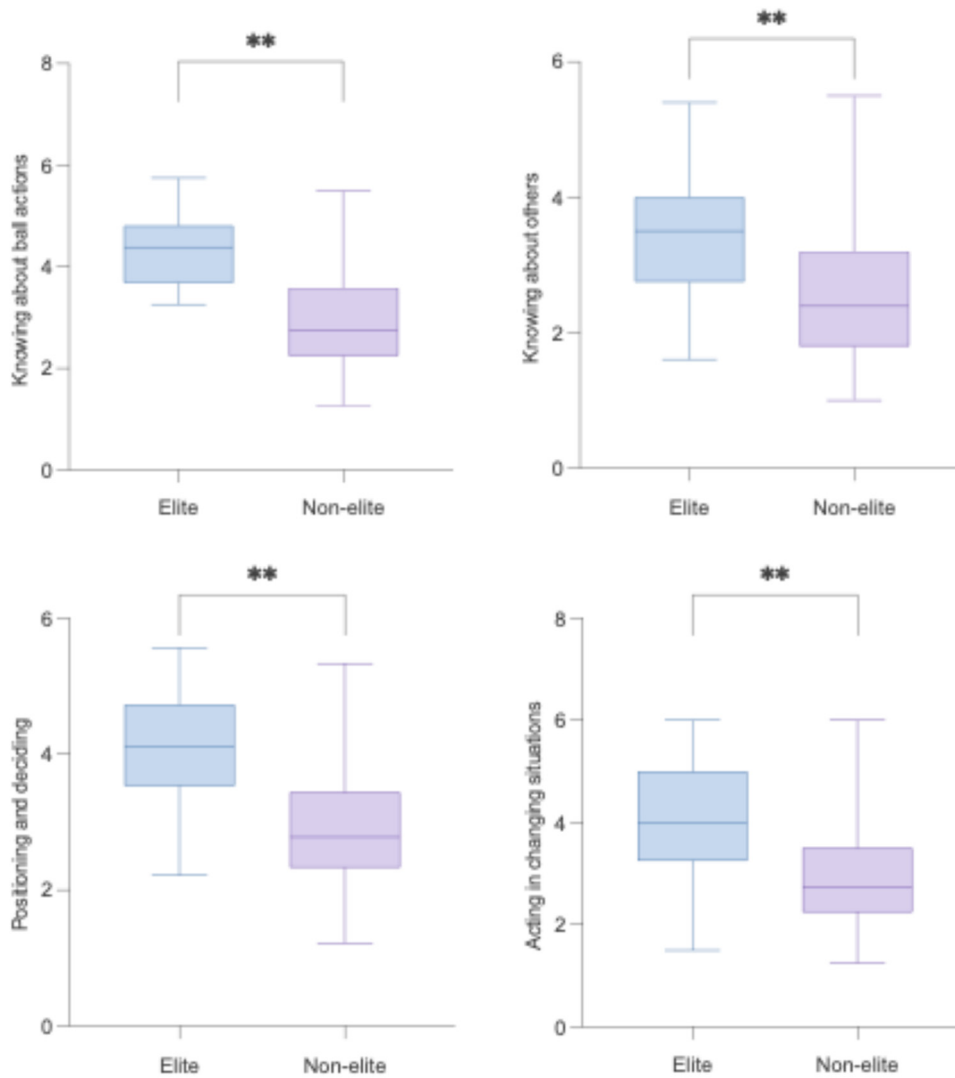 **
8
6
4
2
0
Knowing about ball actions
Elite
Non-elite
**
6
4
2
0
Knowing about others
Elite
Non-elite
**
6
4
2
0
Positioning and deciding
Elite
Non-elite
**
8
6
4
2
0
Acting in changing situations
Elite
Non-elite